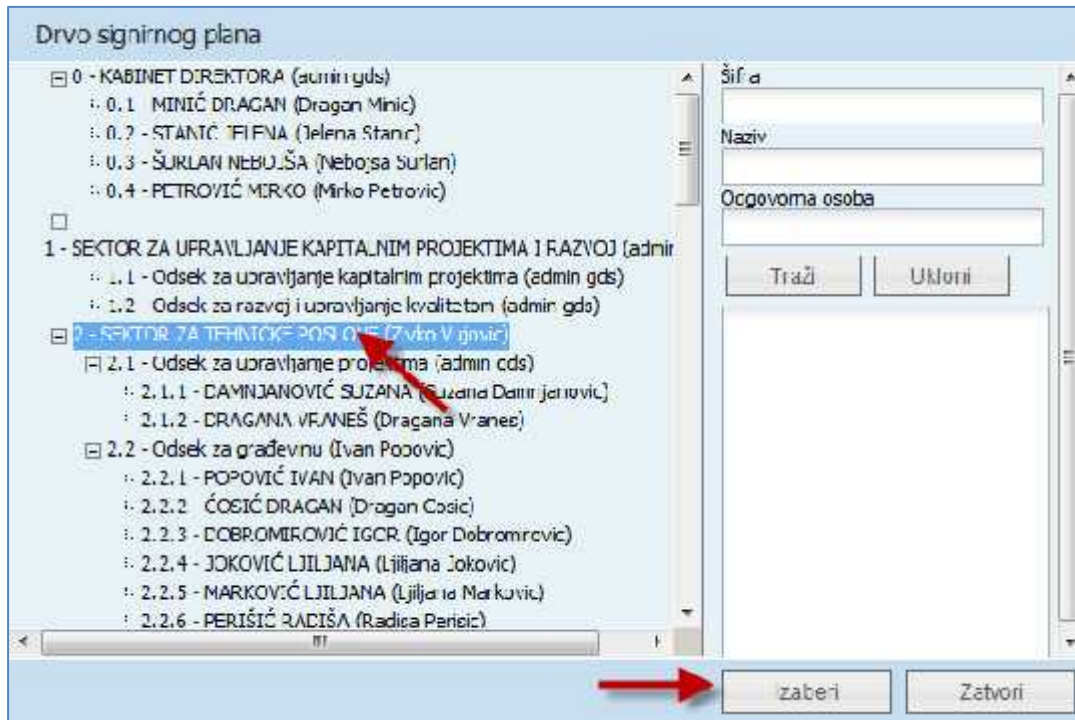 Drvo signirnog plana
0 - KABINET DIREKTORA (admin gds)
0.1 - MINIĆ DRAGAN (Dragan Minic)
0.2 - STANIĆ JELENA (Jelena Stanic)
0.3 - ŠURLAN NEBOJŠA (Nebojsa Surlan)
0.4 - PETROVIĆ MIRKO (Mirko Petrovic)
1 - SEKTOR ZA UPRAVLJANJE KAPITALNIM PROJEKTIMA I RAZVOJ (admin
1.1 - Odsek za upravljanje kapitalnim projektima (admin gds)
1.2 - Odsek za razvoj i upravljanje kvalitetom (admin gds)
2 - SEKTOR ZA TEHNIČKE POSLOVE (Zivko Vujovic)
2.1 - Odsek za upravljanje projektima (admin gds)
2.1.1 - DAMNJANOVIĆ SUZANA (Suzana Damnjanovic)
2.1.2 - DRAGANA VRANEŠ (Dragana Vranes)
2.2 - Odsek za građevinu (Ivan Popovic)
2.2.1 - POPOVIĆ IVAN (Ivan Popovic)
2.2.2 - ĆOSIĆ DRAGAN (Dragan Cosic)
2.2.3 - DOBROMIROVIĆ IGOR (Igor Dobromirovic)
2.2.4 - JOKOVIĆ LJILJANA (Ljiljana Jokovic)
2.2.5 - MARKOVIĆ LJILJANA (Ljiljana Markovic)
2.2.6 - PERIŠIĆ RADIŠA (Radisa Perisic)
Šifra
Naziv
Odgovorna osoba
Traži
Ukloni
Izaberi
Zatvori